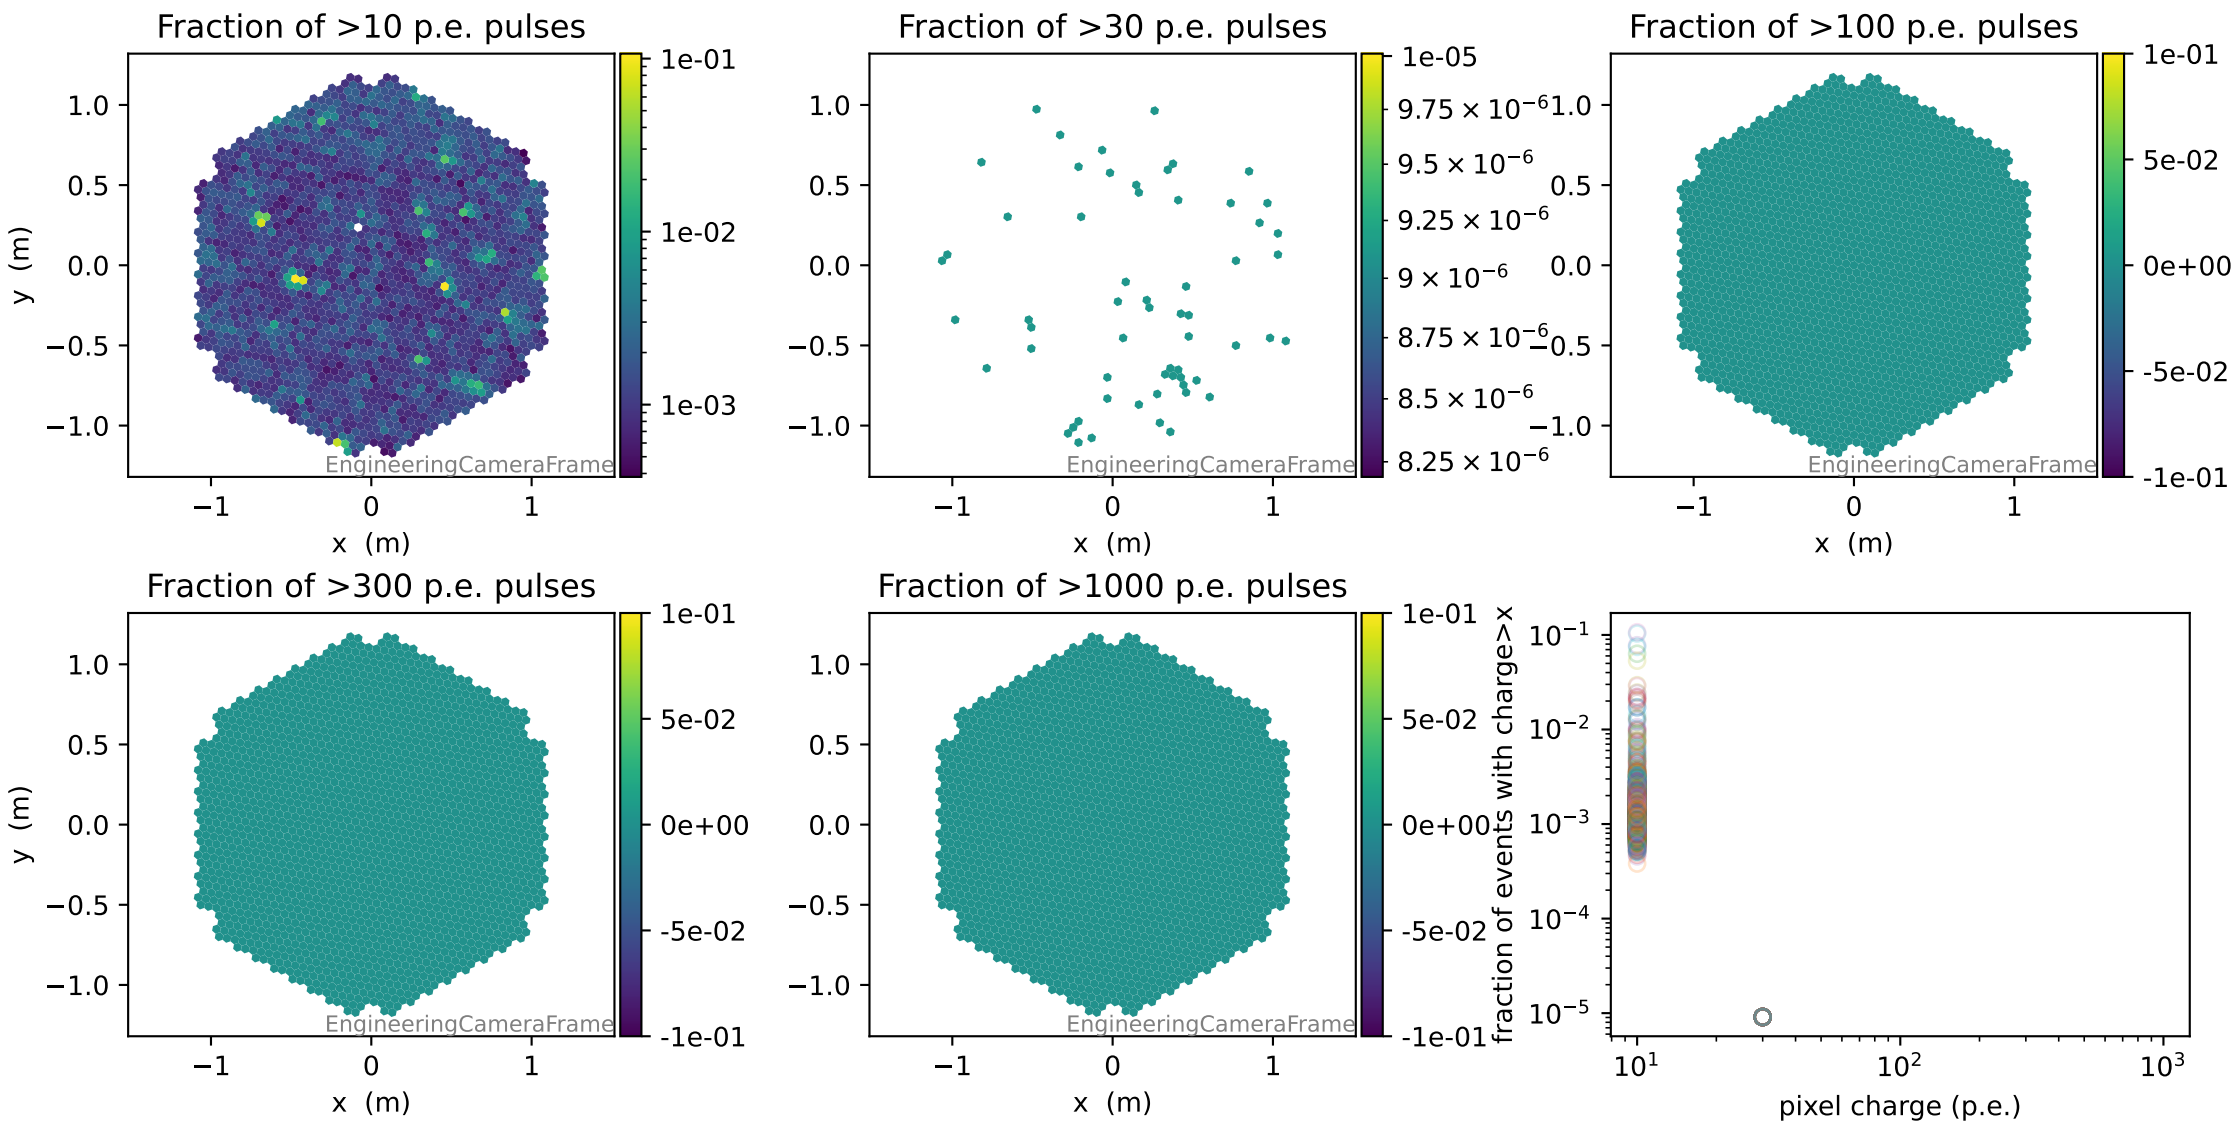 Fraction of >10 p.e. pulses
1.0
0.5
0.0
−0.5
−1.0
y (m)
−1
0
1
x (m)
EngineeringCameraFrame
1e-01
1e-02
1e-03
Fraction of >30 p.e. pulses
1.0
0.5
0.0
−0.5
−1.0
−1
0
1
x (m)
EngineeringCameraFrame
1e-05
9.75 × 10⁻⁶
9.5 × 10⁻⁶
9.25 × 10⁻⁶
9 × 10⁻⁶
8.75 × 10⁻⁶
8.5 × 10⁻⁶
8.25 × 10⁻⁶
Fraction of >100 p.e. pulses
1.0
0.5
0.0
−0.5
−1.0
−1
0
1
x (m)
EngineeringCameraFrame
1e-01
5e-02
0e+00
-5e-02
-1e-01
Fraction of >300 p.e. pulses
1.0
0.5
0.0
−0.5
−1.0
y (m)
−1
0
1
x (m)
EngineeringCameraFrame
1e-01
5e-02
0e+00
-5e-02
-1e-01
Fraction of >1000 p.e. pulses
1.0
0.5
0.0
−0.5
−1.0
−1
0
1
x (m)
EngineeringCameraFrame
1e-01
5e-02
0e+00
-5e-02
-1e-01
fraction of events with charge>x
10⁻¹
10⁻²
10⁻³
10⁻⁴
10⁻⁵
10¹
10²
10³
pixel charge (p.e.)